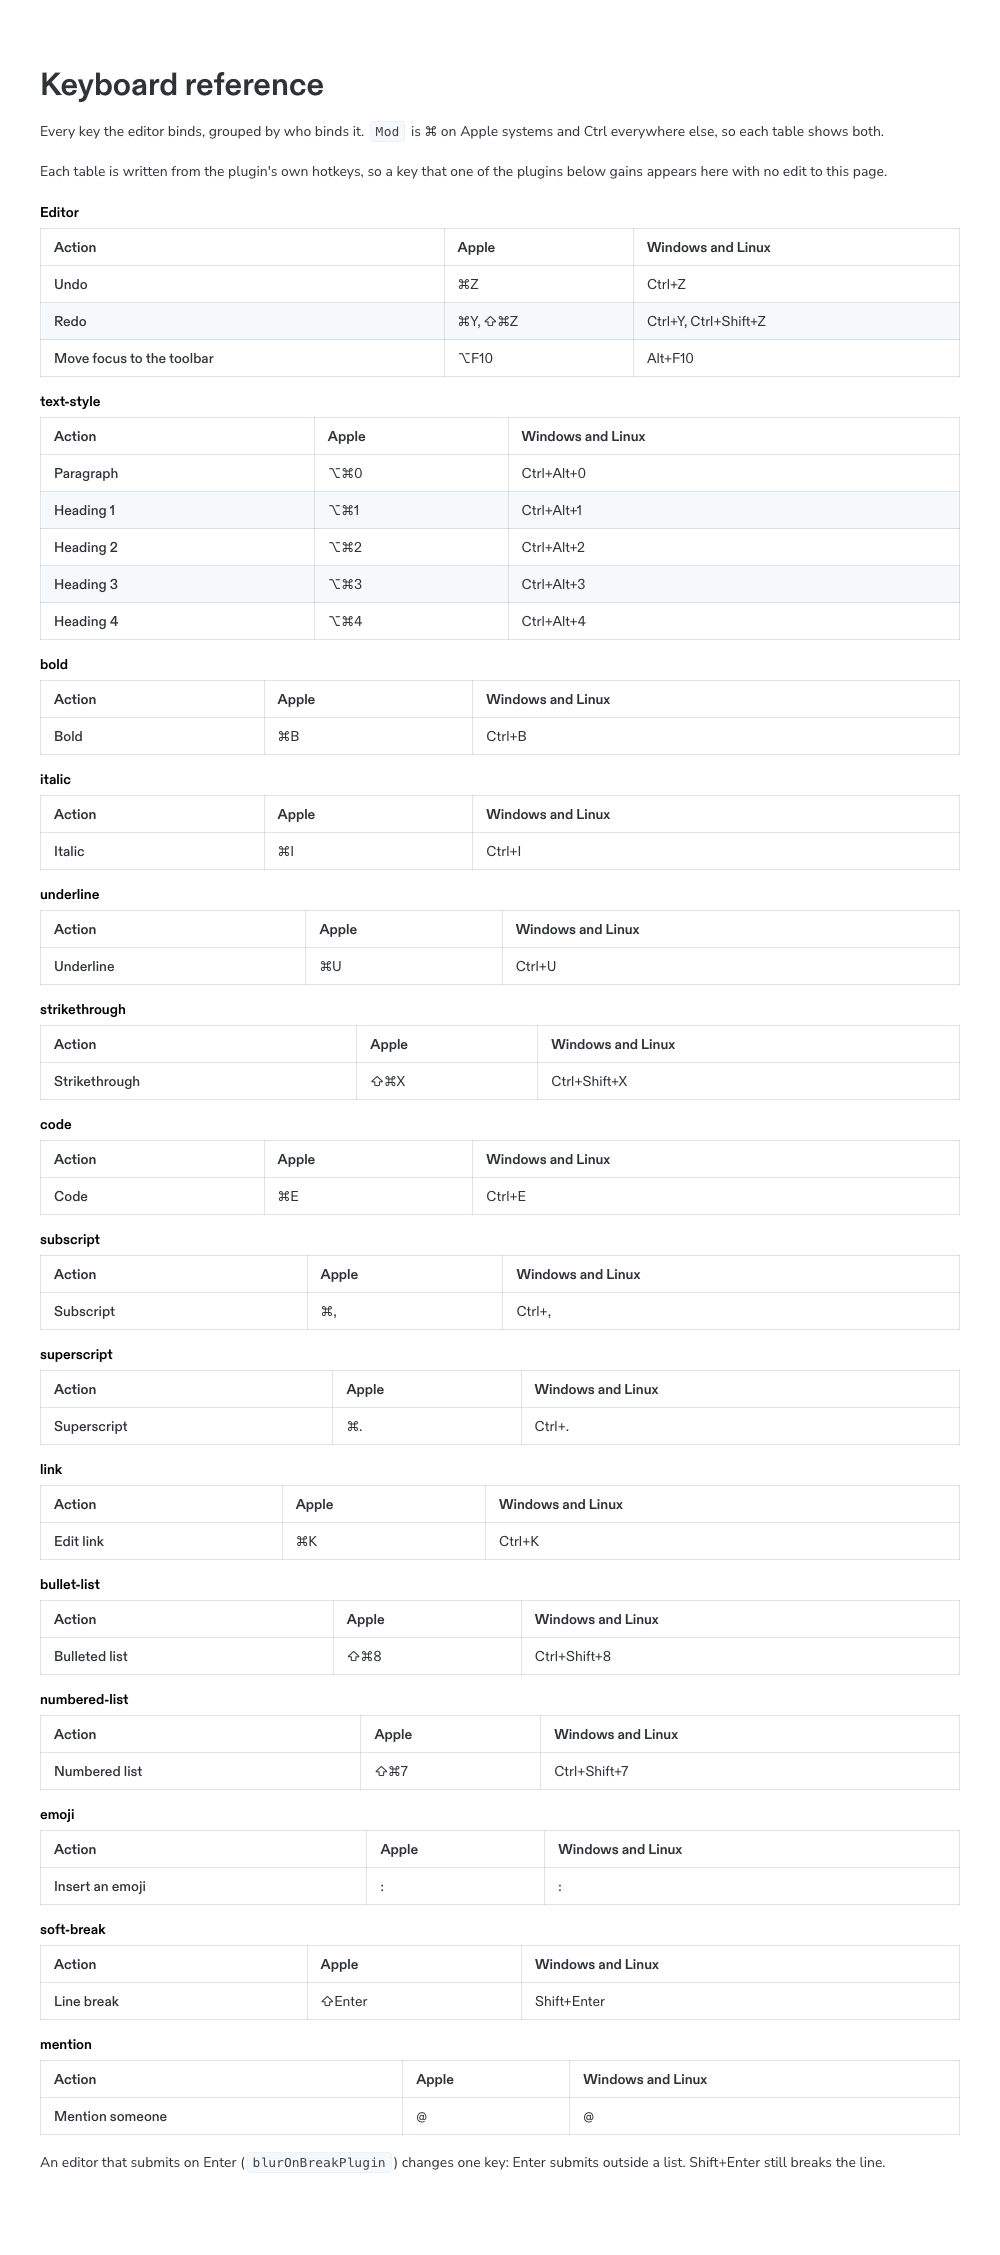 Keyboard reference
Every key the editor binds, grouped by who binds it. Mod is ⌘ on Apple systems and Ctrl everywhere else, so each table shows both.
Each table is written from the plugin's own hotkeys, so a key that one of the plugins below gains appears here with no edit to this page.
Editor
Action Apple Windows and Linux
Undo ⌘Z Ctrl+Z
Redo ⌘Y, ⇧⌘Z Ctrl+Y, Ctrl+Shift+Z
Move focus to the toolbar ⌥F10 Alt+F10
text-style
Action Apple Windows and Linux
Paragraph ⌥⌘0 Ctrl+Alt+0
Heading 1 ⌥⌘1 Ctrl+Alt+1
Heading 2 ⌥⌘2 Ctrl+Alt+2
Heading 3 ⌥⌘3 Ctrl+Alt+3
Heading 4 ⌥⌘4 Ctrl+Alt+4
bold
Action Apple Windows and Linux
Bold ⌘B Ctrl+B
italic
Action Apple Windows and Linux
Italic ⌘I Ctrl+I
underline
Action Apple Windows and Linux
Underline ⌘U Ctrl+U
strikethrough
Action Apple Windows and Linux
Strikethrough ⇧⌘X Ctrl+Shift+X
code
Action Apple Windows and Linux
Code ⌘E Ctrl+E
subscript
Action Apple Windows and Linux
Subscript ⌘, Ctrl+,
superscript
Action Apple Windows and Linux
Superscript ⌘. Ctrl+.
link
Action Apple Windows and Linux
Edit link ⌘K Ctrl+K
bullet-list
Action Apple Windows and Linux
Bulleted list ⇧⌘8 Ctrl+Shift+8
numbered-list
Action Apple Windows and Linux
Numbered list ⇧⌘7 Ctrl+Shift+7
emoji
Action Apple Windows and Linux
Insert an emoji : :
soft-break
Action Apple Windows and Linux
Line break ⇧Enter Shift+Enter
mention
Action Apple Windows and Linux
Mention someone @ @
An editor that submits on Enter (blurOnBreakPlugin) changes one key: Enter submits outside a list. Shift+Enter still breaks the line.